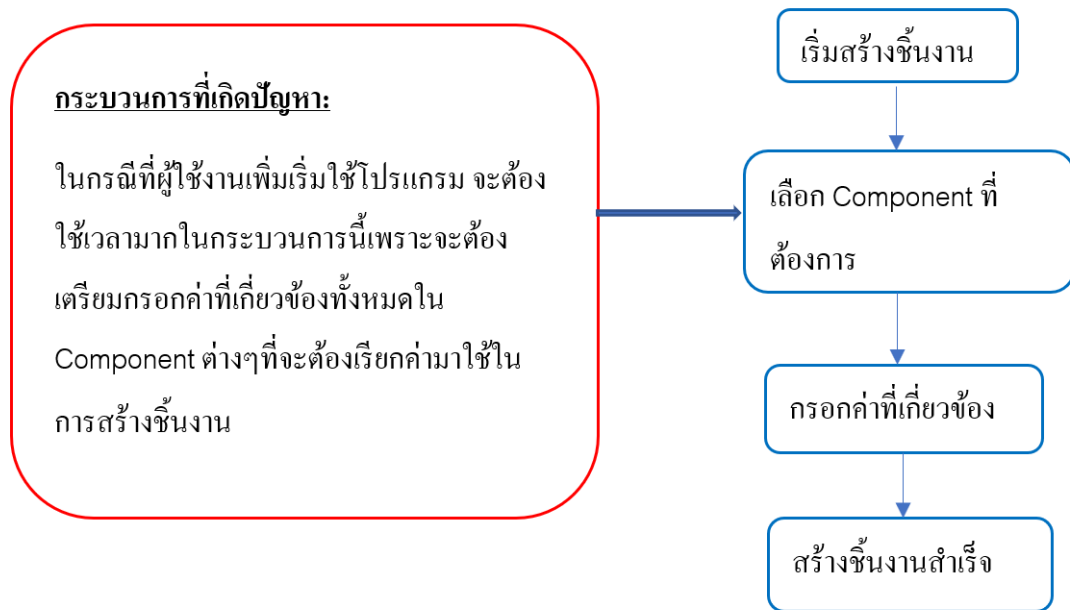 กระบวนการที่เกิดปัญหา:
ในกรณีที่ผู้ใช้งานเพิ่มเริ่มใช้โปรแกรม จะต้อง
ใช้เวลามากในกระบวนการนี้เพราะจะต้อง
เตรียมกรอกค่าที่เกี่ยวข้องทั้งหมดใน
Component ต่างๆที่จะต้องเรียกค่ามาใช้ใน
การสร้างชิ้นงาน
เริ่มสร้างชิ้นงาน
เลือก Component ที่
ต้องการ
กรอกค่าที่เกี่ยวข้อง
สร้างชิ้นงานสำเร็จ